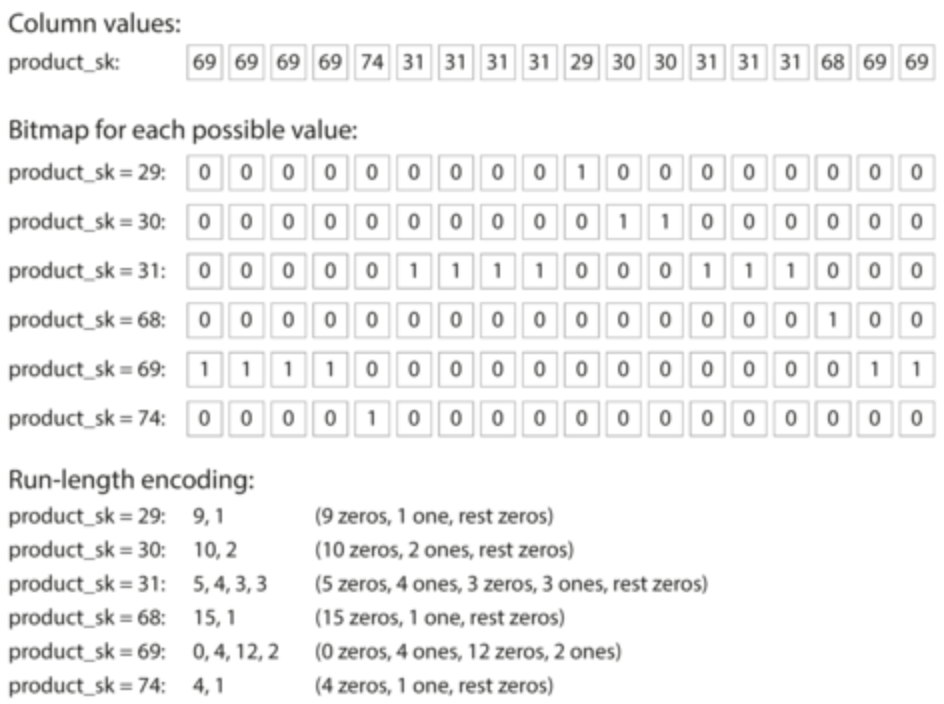 Column values:
product_sk: 69 69 69 69 74 31 31 31 31 29 30 30 31 31 31 68 69 69
Bitmap for each possible value:
product_sk = 29: 0 0 0 0 0 0 0 0 0 1 0 0 0 0 0 0 0 0
product_sk = 30: 0 0 0 0 0 0 0 0 0 0 1 1 0 0 0 0 0 0
product_sk = 31: 0 0 0 0 0 1 1 1 1 0 0 0 1 1 1 0 0 0
product_sk = 68: 0 0 0 0 0 0 0 0 0 0 0 0 0 0 0 1 0 0
product_sk = 69: 1 1 1 1 0 0 0 0 0 0 0 0 0 0 0 0 1 1
product_sk = 74: 0 0 0 0 1 0 0 0 0 0 0 0 0 0 0 0 0 0
Run-length encoding:
product_sk = 29: 9, 1 (9 zeros, 1 one, rest zeros)
product_sk = 30: 10, 2 (10 zeros, 2 ones, rest zeros)
product_sk = 31: 5, 4, 3, 3 (5 zeros, 4 ones, 3 zeros, 3 ones, rest zeros)
product_sk = 68: 15, 1 (15 zeros, 1 one, rest zeros)
product_sk = 69: 0, 4, 12, 2 (0 zeros, 4 ones, 12 zeros, 2 ones)
product_sk = 74: 4, 1 (4 zeros, 1 one, rest zeros)